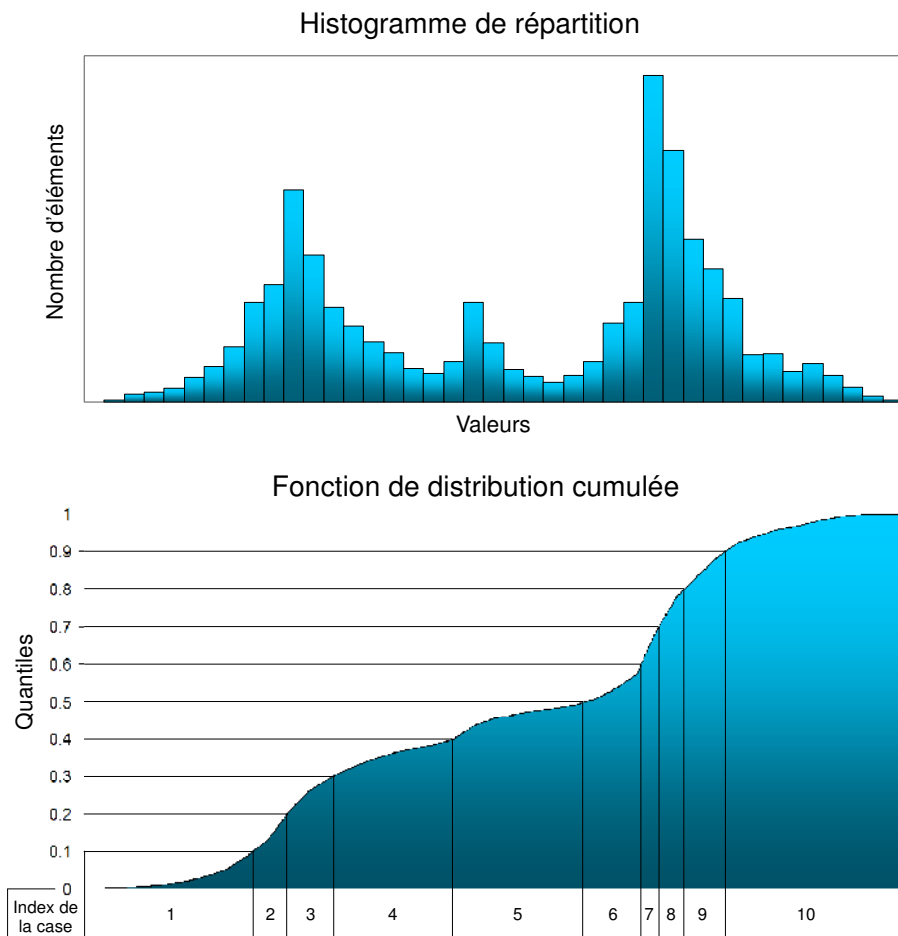 Histogramme de répartition
Nombre d'éléments
Valeurs
Fonction de distribution cumulée
Quantiles
1
0.9
0.8
0.7
0.6
0.5
0.4
0.3
0.2
0.1
0
Index de
la case
1 2 3 4 5 6 7 8 9 10